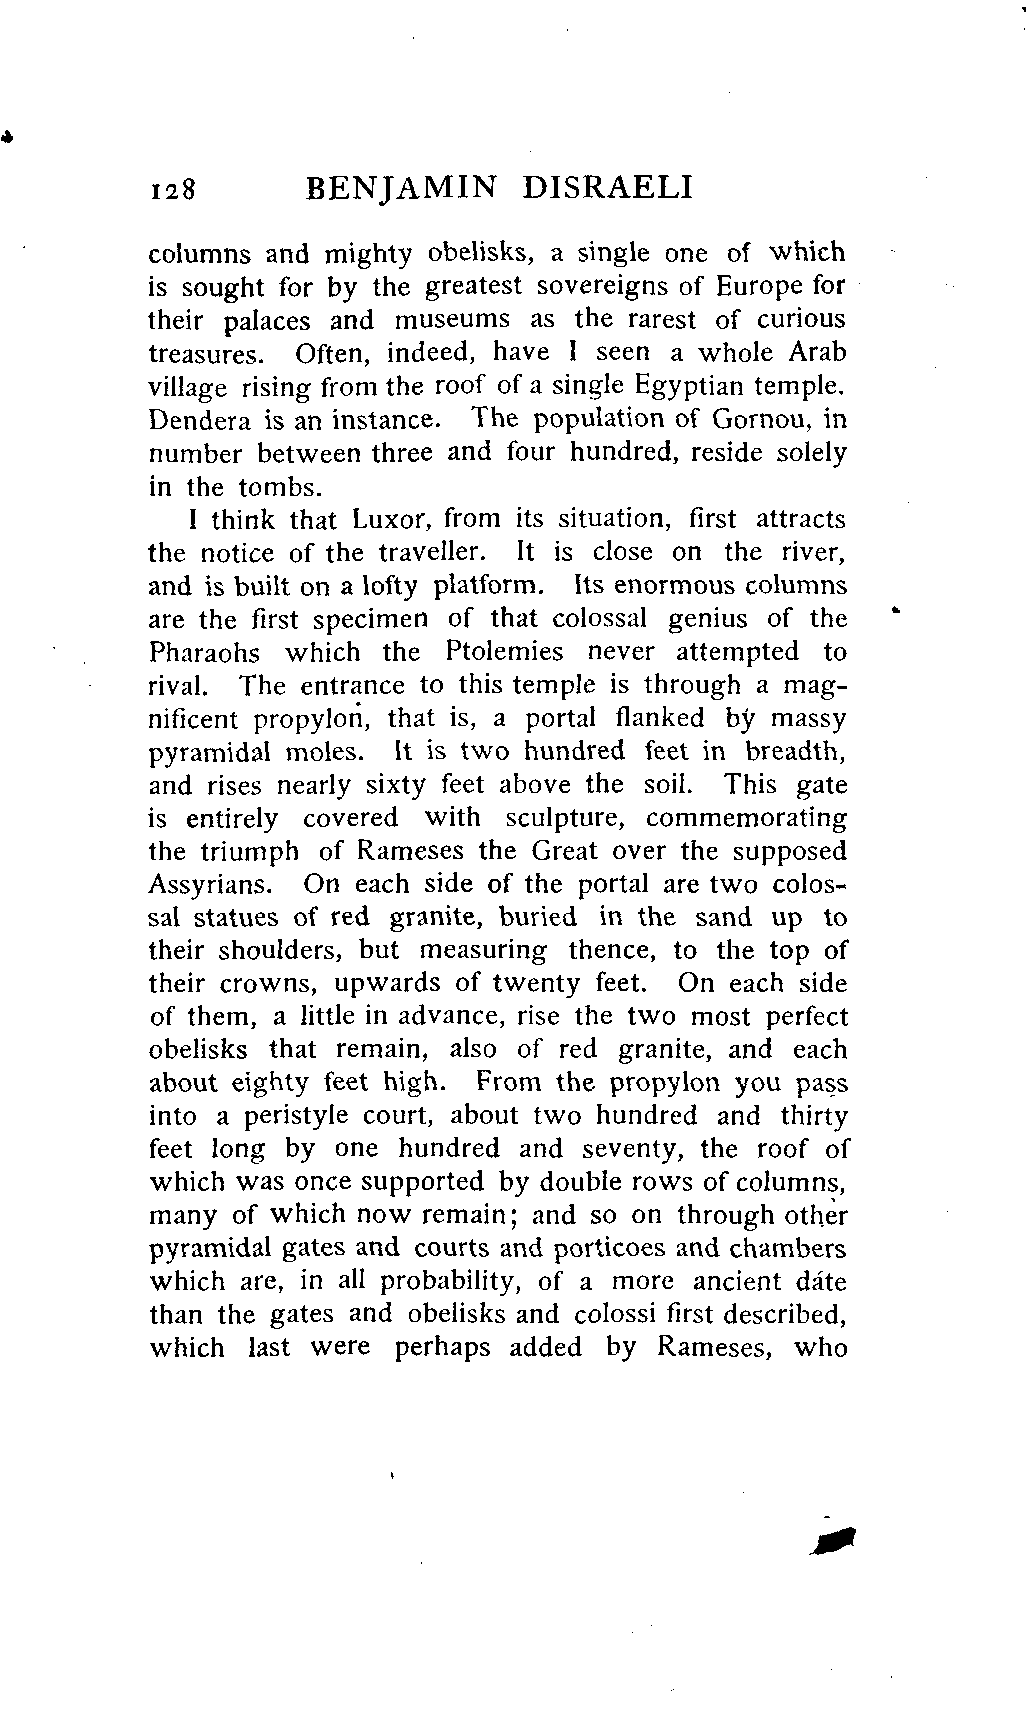 128 BENJAMIN DISRAELI
columns and mighty obelisks, a single one of which
is sought for by the greatest sovereigns of Europe for
their palaces and museums as the rarest of curious
treasures. Often, indeed, have I seen a whole Arab
village rising from the roof of a single Egyptian temple.
Dendera is an instance. The population of Gornou, in
number between three and four hundred, reside solely
in the tombs.
I think that Luxor, from its situation, first attracts
the notice of the traveller. It is close on the river,
and is built on a lofty platform. Its enormous columns
are the first specimen of that colossal genius of the
Pharaohs which the Ptolemies never attempted to
rival. The entrance to this temple is through a mag-
nificent propylon, that is, a portal flanked by massy
pyramidal moles. It is two hundred feet in breadth,
and rises nearly sixty feet above the soil. This gate
is entirely covered with sculpture, commemorating
the triumph of Rameses the Great over the supposed
Assyrians. On each side of the portal are two colos-
sal statues of red granite, buried in the sand up to
their shoulders, but measuring thence, to the top of
their crowns, upwards of twenty feet. On each side
of them, a little in advance, rise the two most perfect
obelisks that remain, also of red granite, and each
about eighty feet high. From the propylon you pass
into a peristyle court, about two hundred and thirty
feet long by one hundred and seventy, the roof of
which was once supported by double rows of columns,
many of which now remain; and so on through other
pyramidal gates and courts and porticoes and chambers
which are, in all probability, of a more ancient date
than the gates and obelisks and colossi first described,
which last were perhaps added by Rameses, who